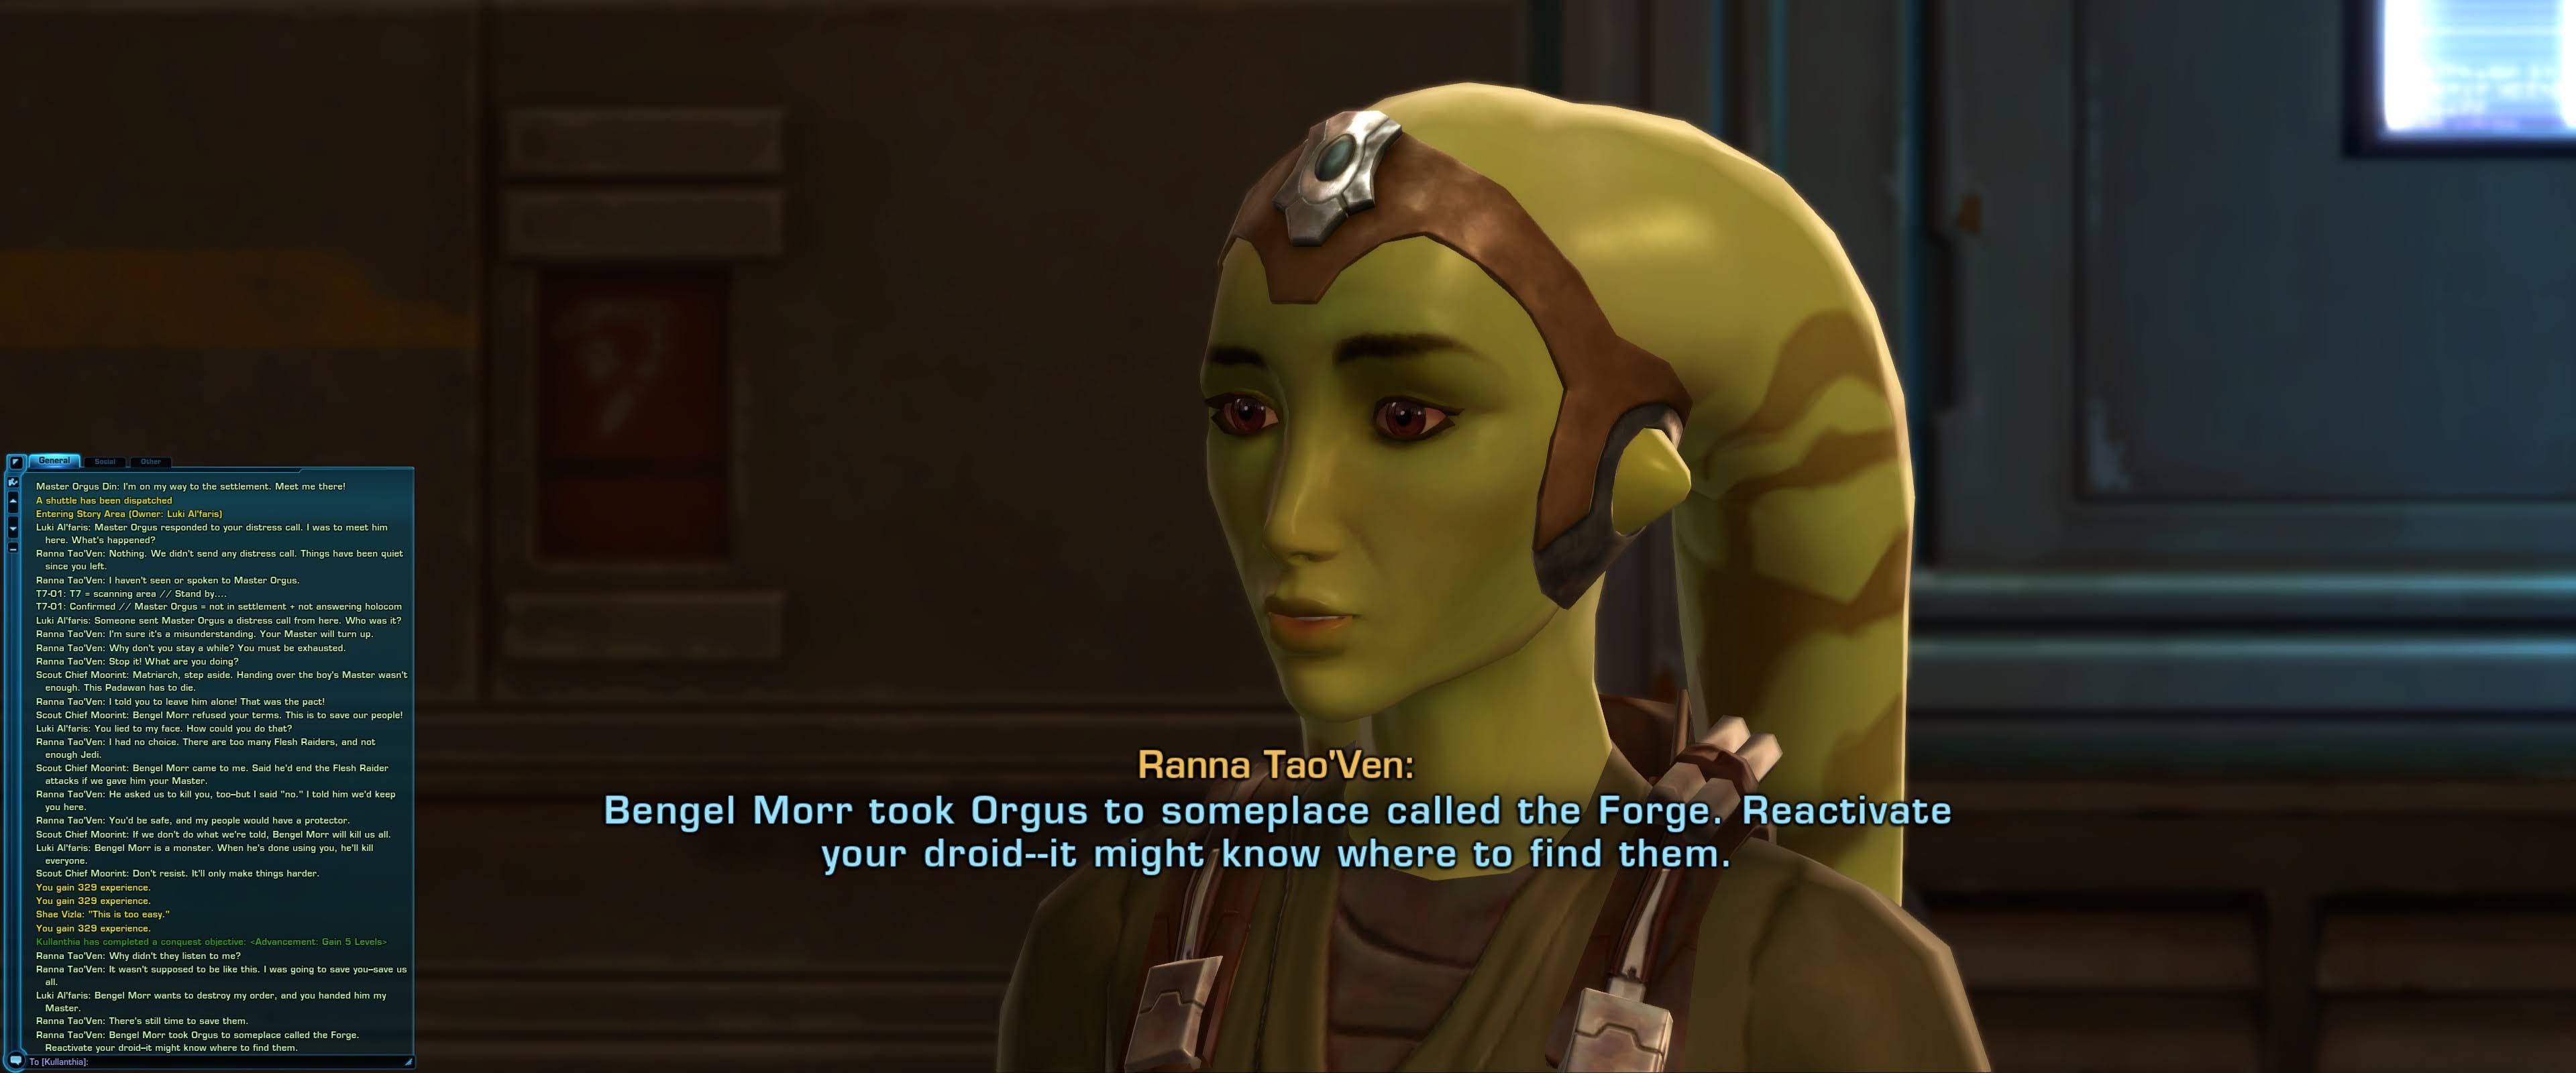 General
Social
Other
Master Orgus Din: I'm on my way to the settlement. Meet me there!
A shuttle has been dispatched
Entering Story Area (Owner: Luki Al'faris)
Luki Al'faris: Master Orgus responded to your distress call. I was to meet him
here. What's happened?
Ranna Tao'Ven: Nothing. We didn't send any distress call. Things have been quiet
since you left.
Ranna Tao'Ven: I haven't seen or spoken to Master Orgus.
T7-01: T7 = scanning area // Stand by....
T7-01: Confirmed // Master Orgus = not in settlement + not answering holocom
Luki Al'faris: Someone sent Master Orgus a distress call from here. Who was it?
Ranna Tao'Ven: I'm sure it's a misunderstanding. Your Master will turn up.
Ranna Tao'Ven: Why don't you stay a while? You must be exhausted.
Ranna Tao'Ven: Stop it! What are you doing?
Scout Chief Moorint: Matriarch, step aside. Handing over the boy's Master wasn't
enough. This Padawan has to die.
Ranna Tao'Ven: I told you to leave him alone! That was the pact!
Scout Chief Moorint: Bengel Morr refused your terms. This is to save our people!
Luki Al'faris: You lied to my face. How could you do that?
Ranna Tao'Ven: I had no choice. There are too many Flesh Raiders, and not
enough Jedi.
Scout Chief Moorint: Bengel Morr came to me. Said he'd end the Flesh Raider
attacks if we gave him your Master.
Ranna Tao'Ven: He asked us to kill you, too--but I said "no." I told him we'd keep
you here.
Ranna Tao'Ven: You'd be safe, and my people would have a protector.
Scout Chief Moorint: If we don't do what we're told, Bengel Morr will kill us all.
Luki Al'faris: Bengel Morr is a monster. When he's done using you, he'll kill
everyone.
Scout Chief Moorint: Don't resist. It'll only make things harder.
You gain 329 experience.
You gain 329 experience.
Shae Vizla: "This is too easy."
You gain 329 experience.
Kullanthia has completed a conquest objective: <Advancement: Gain 5 Levels>
Ranna Tao'Ven: Why didn't they listen to me?
Ranna Tao'Ven: It wasn't supposed to be like this. I was going to save you--save us
all.
Luki Al'faris: Bengel Morr wants to destroy my order, and you handed him my
Master.
Ranna Tao'Ven: There's still time to save them.
Ranna Tao'Ven: Bengel Morr took Orgus to someplace called the Forge.
Reactivate your droid--it might know where to find them.
To [Kullanthia]:
Ranna Tao'Ven:
Bengel Morr took Orgus to someplace called the Forge. Reactivate
your droid--it might know where to find them.